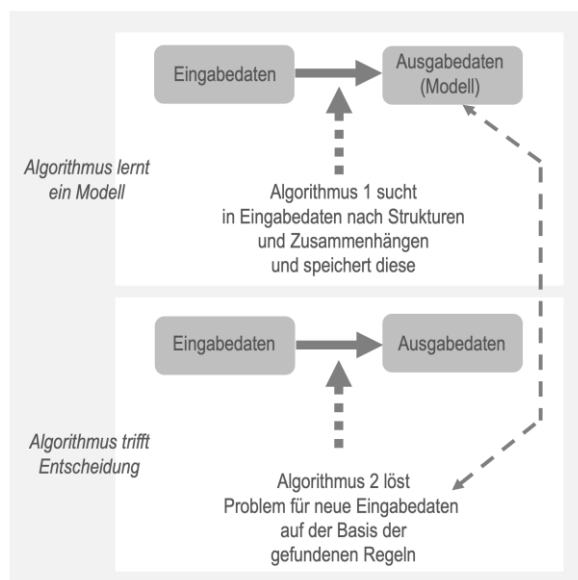 Eingabedaten
Ausgabedaten
(Modell)
Algorithmus lernt
ein Modell
Algorithmus 1 sucht
in Eingabedaten nach Strukturen
und Zusammenhängen
und speichert diese
Eingabedaten
Ausgabedaten
Algorithmus trifft
Entscheidung
Algorithmus 2 löst
Problem für neue Eingabedaten
auf der Basis der
gefundenen Regeln